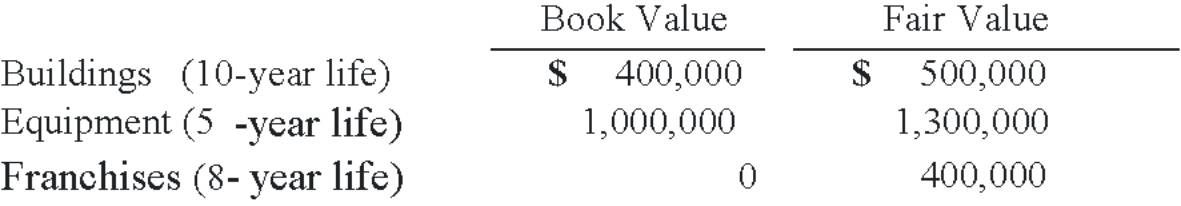 Book Value Fair Value
Buildings (10-year life) $ 400,000 $ 500,000
Equipment (5 -year life) 1,000,000 1,300,000
Franchises (8- year life) 0 400,000